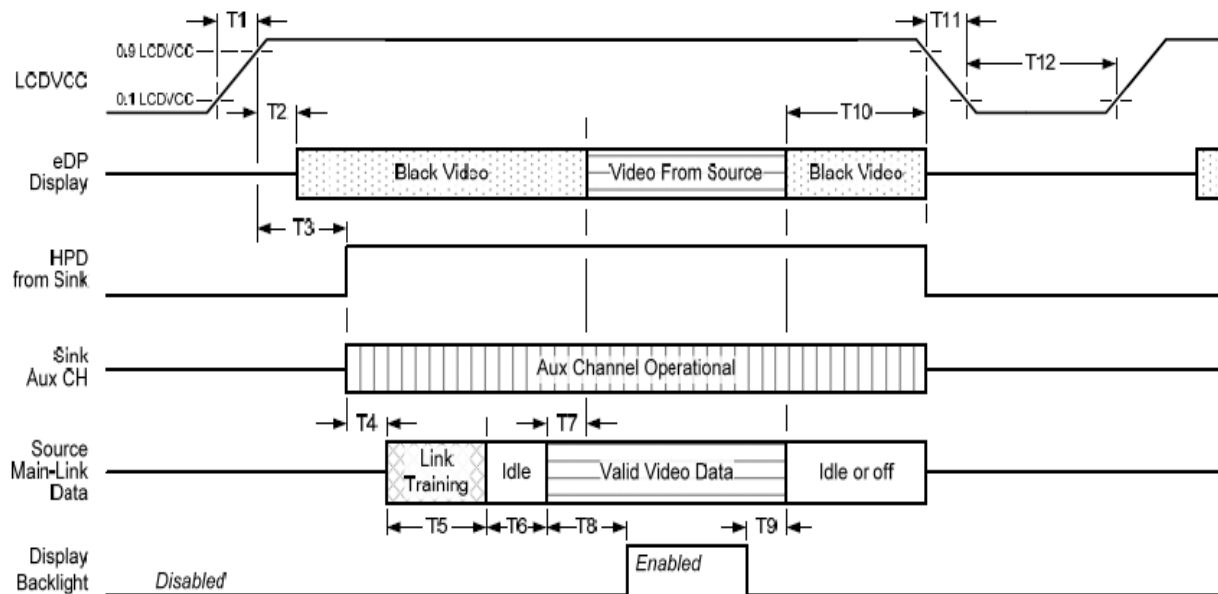 T1
T11
0.9 LCDVCC
LCDVCC
T12
0.1 LCDVCC
T2
T10
eDP
Display
Black Video
Video From Source
Black Video
T3
HPD
from Sink
Sink
Aux CH
Aux Channel Operational
T4
T7
Source
Main-Link
Data
Link
Training
Idle
Valid Video Data
Idle or off
T5
T6
T8
T9
Display
Backlight
Disabled
Enabled